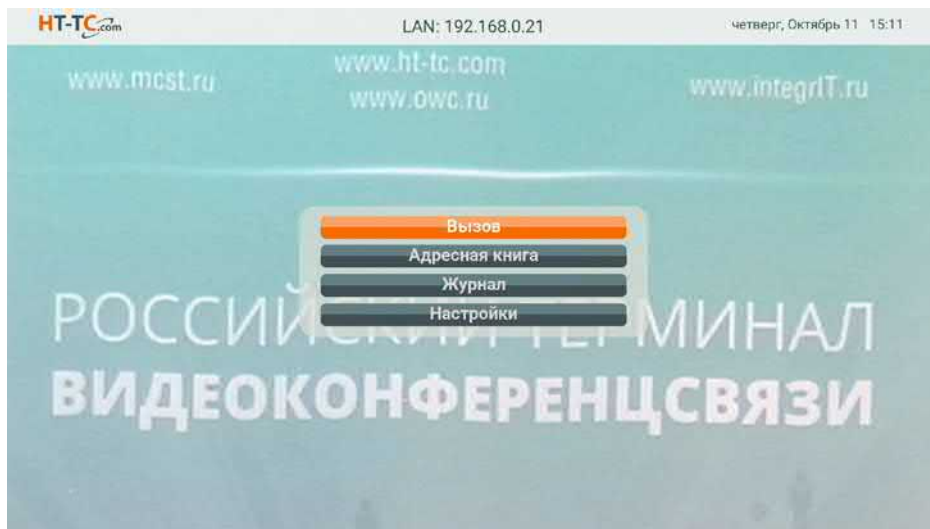 HT-TC.com
LAN: 192.168.0.21
четверг, Октябрь 11 15:11
www.mcst.ru
www.ht-tc.com
www.owc.ru
www.integrIT.ru
Вызов
Адресная книга
Журнал
Настройки
РОССИЙСКИЙ ТЕРМИНАЛ
ВИДЕОКОНФЕРЕНЦСВЯЗИ